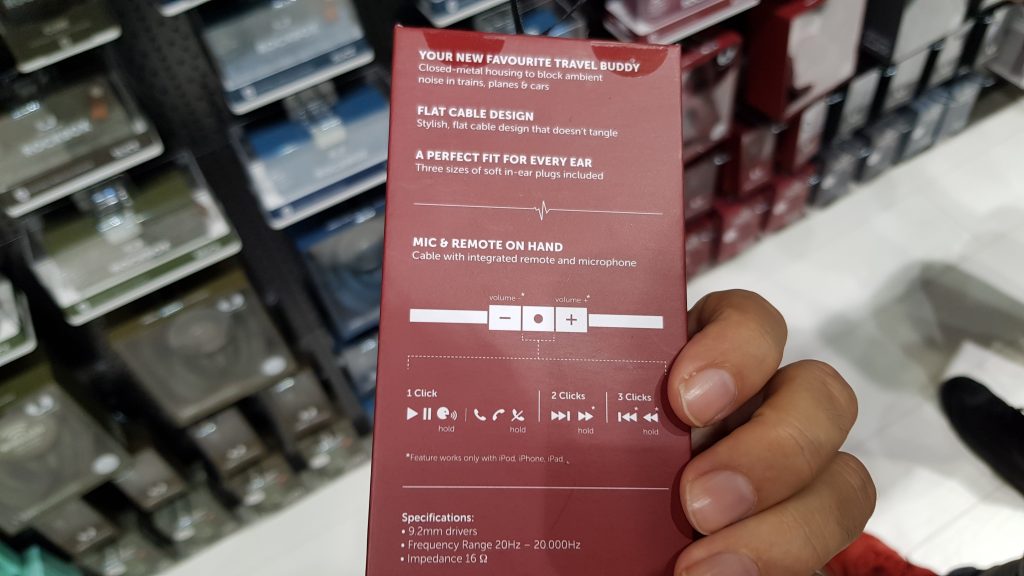 YOUR NEW FAVOURITE TRAVEL BUDDY
Closed-metal housing to block ambient
noise in trains, planes & cars
FLAT CABLE DESIGN
Stylish, flat cable design that doesn't tangle
A PERFECT FIT FOR EVERY EAR
Three sizes of soft in-ear plugs included
MIC & REMOTE ON HAND
Cable with integrated remote and microphone
volume -* volume +*
1 Click 2 Clicks 3 Clicks
hold hold hold hold
*Feature works only with iPod, iPhone, iPad.
Specifications:
• 9.2mm drivers
• Frequency Range 20Hz – 20.000Hz
• Impedance 16 Ω